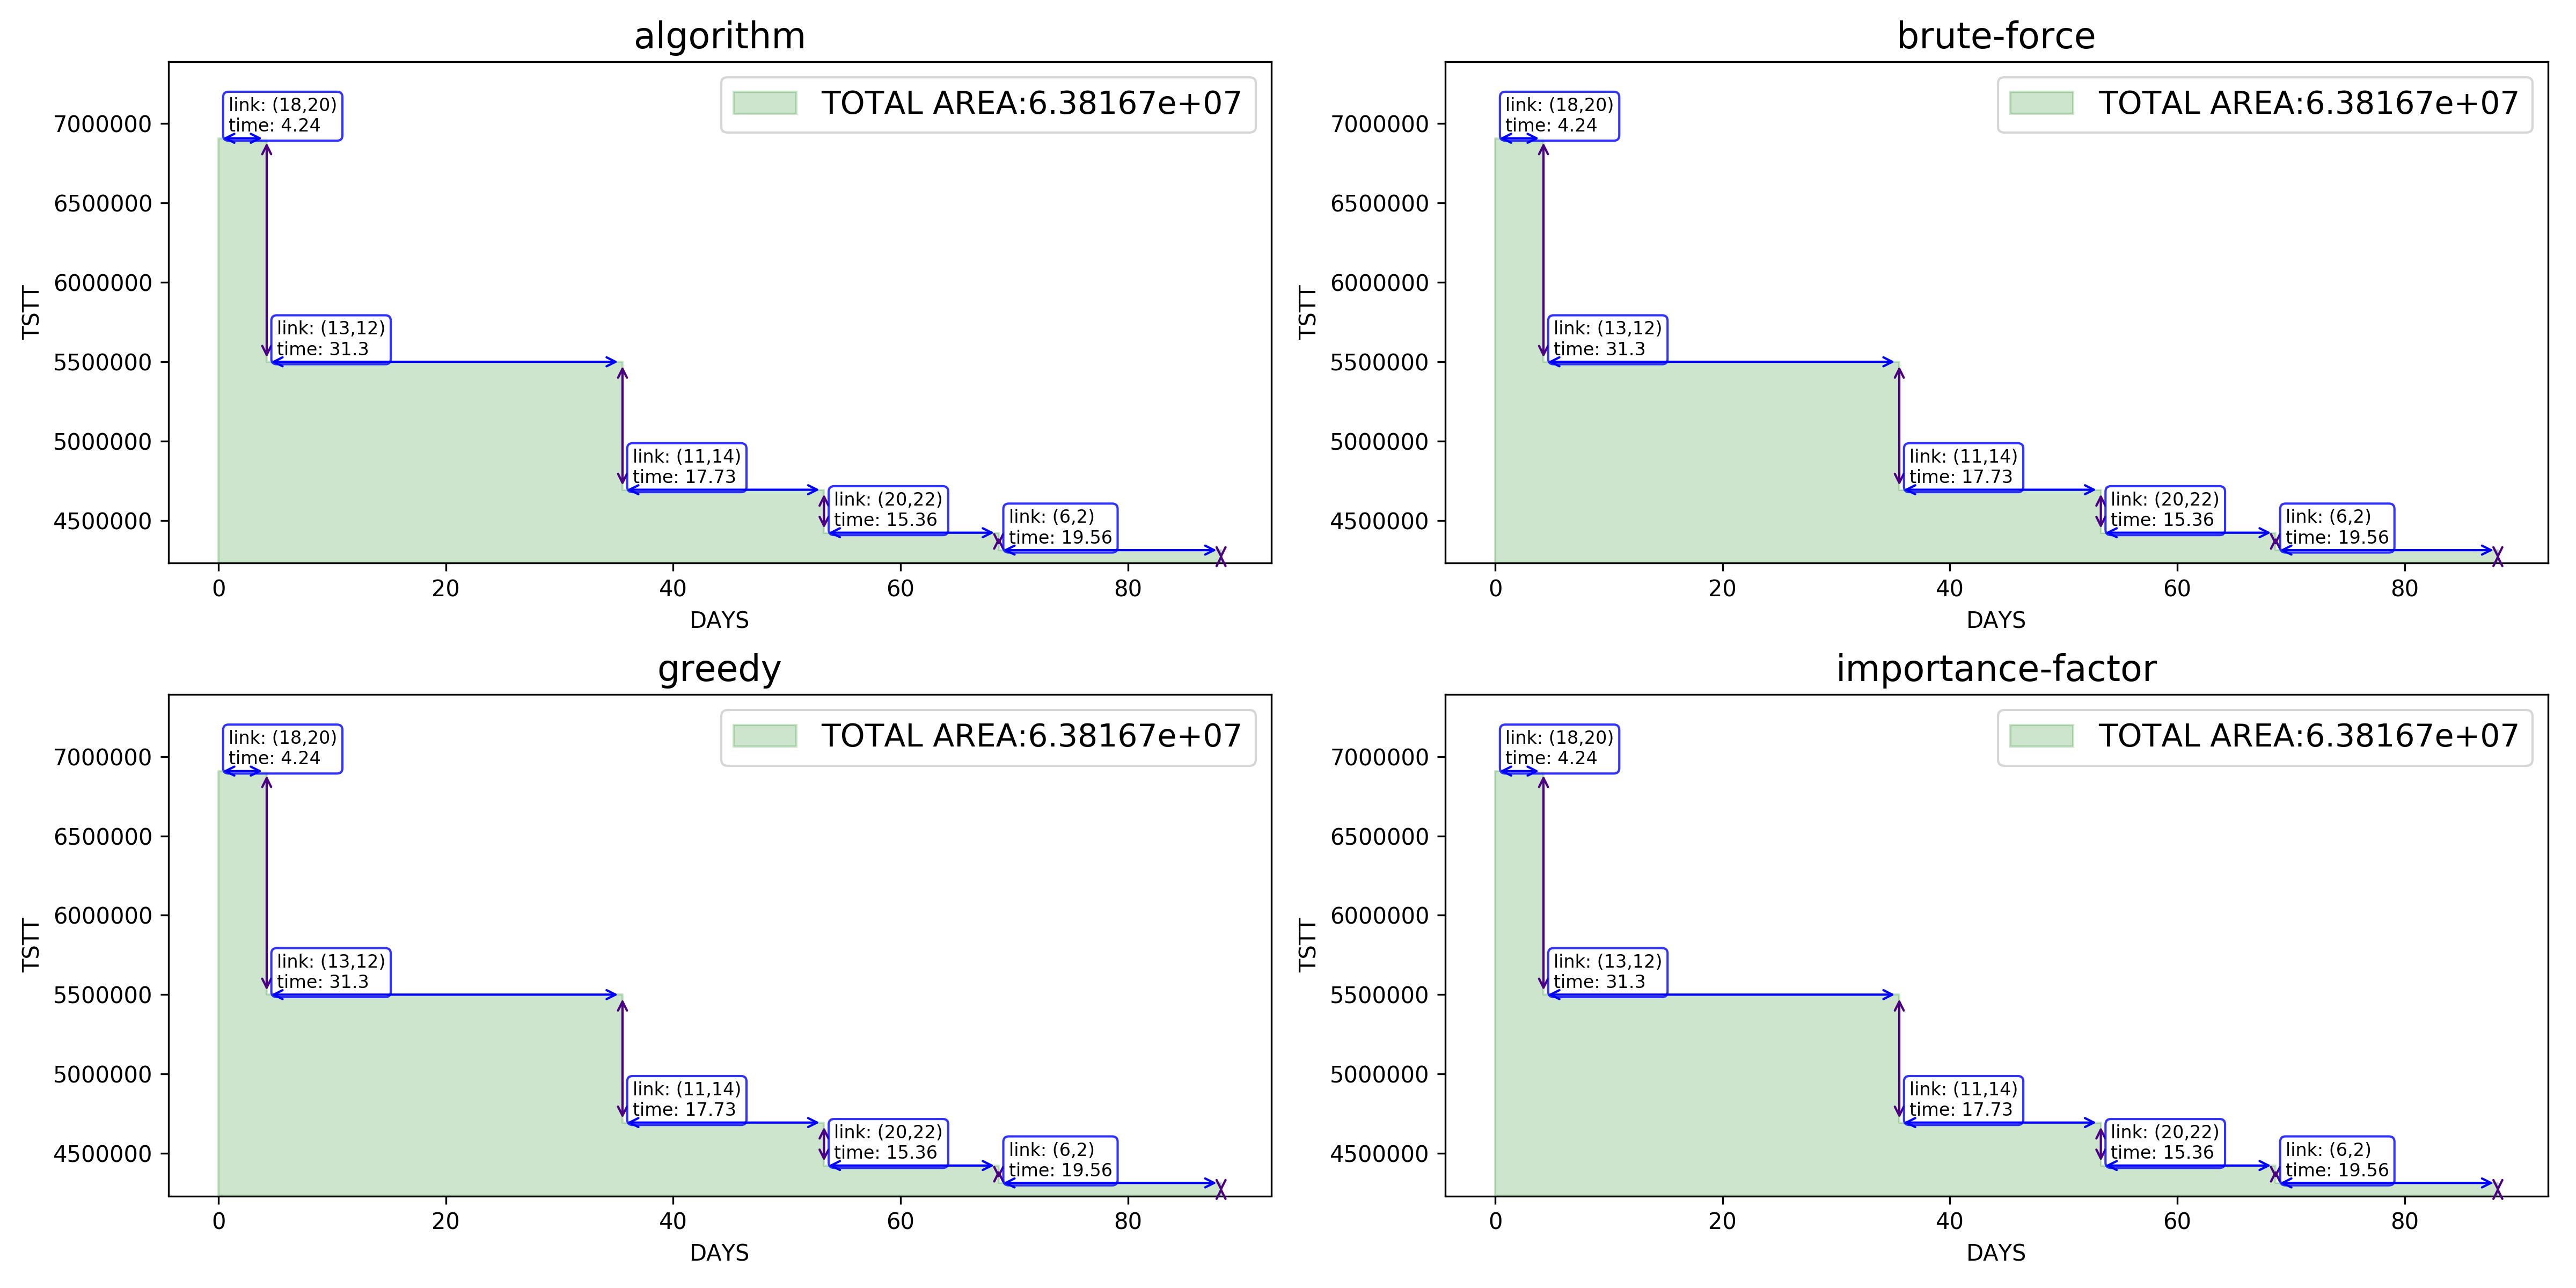 algorithm
TOTAL AREA:6.38167e+07
link: (18,20)
time: 4.24
link: (13,12)
time: 31.3
link: (11,14)
time: 17.73
link: (20,22)
time: 15.36
link: (6,2)
time: 19.56
7000000
6500000
6000000
5500000
5000000
4500000
TSTT
0 20 40 60 80
DAYS
brute-force
TOTAL AREA:6.38167e+07
link: (18,20)
time: 4.24
link: (13,12)
time: 31.3
link: (11,14)
time: 17.73
link: (20,22)
time: 15.36
link: (6,2)
time: 19.56
7000000
6500000
6000000
5500000
5000000
4500000
TSTT
0 20 40 60 80
DAYS
greedy
TOTAL AREA:6.38167e+07
link: (18,20)
time: 4.24
link: (13,12)
time: 31.3
link: (11,14)
time: 17.73
link: (20,22)
time: 15.36
link: (6,2)
time: 19.56
7000000
6500000
6000000
5500000
5000000
4500000
TSTT
0 20 40 60 80
DAYS
importance-factor
TOTAL AREA:6.38167e+07
link: (18,20)
time: 4.24
link: (13,12)
time: 31.3
link: (11,14)
time: 17.73
link: (20,22)
time: 15.36
link: (6,2)
time: 19.56
7000000
6500000
6000000
5500000
5000000
4500000
TSTT
0 20 40 60 80
DAYS